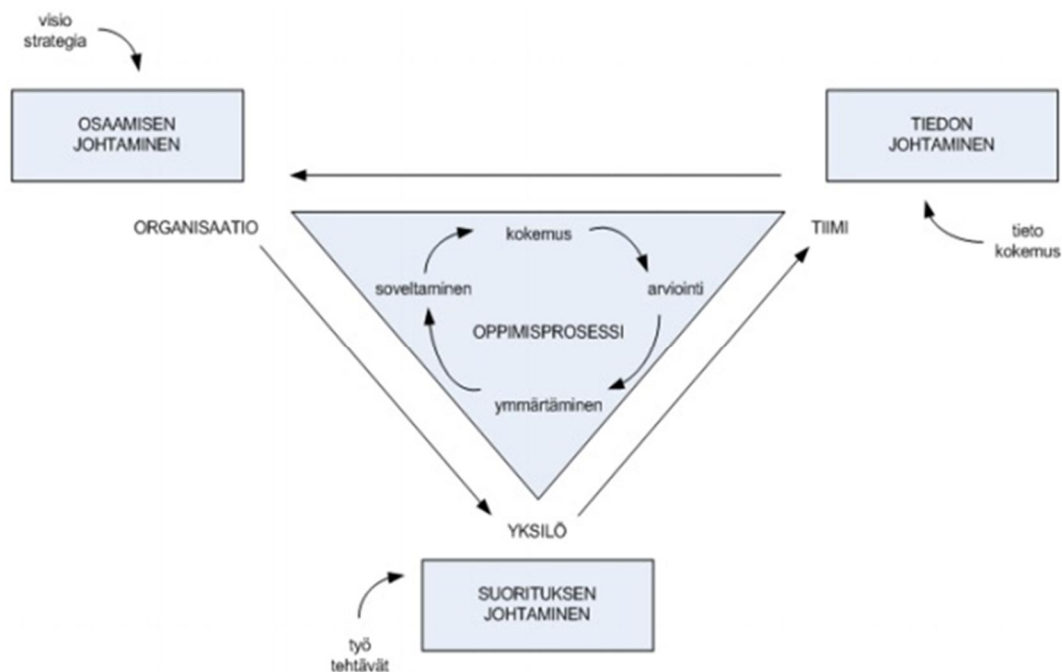 visio
strategia
OSAAMISEN
JOHTAMINEN
TIEDON
JOHTAMINEN
ORGANISAATIO
TIIMI
tieto
kokemus
kokemus
soveltaminen
arviointi
OPPIMISPROSESSI
ymmärtäminen
YKSILÖ
SUORITUKSEN
JOHTAMINEN
työ
tehtävät